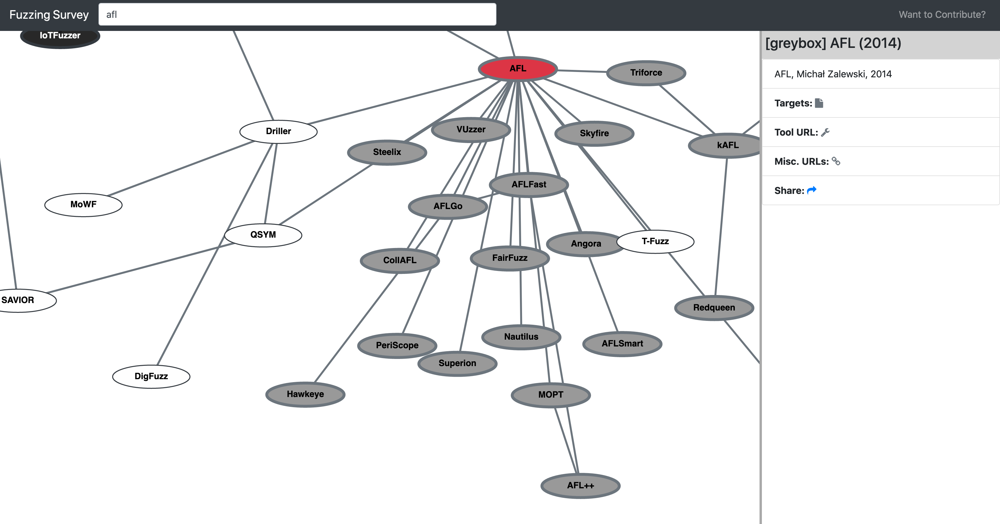 Fuzzing Survey
afl
Want to Contribute?
IoTFuzzer
AFL
Triforce
Driller
VUzzer
Skyfire
Steelix
kAFL
AFLFast
MoWF
AFLGo
QSYM
Angora
T-Fuzz
CollAFL
FairFuzz
SAVIOR
Redqueen
Nautilus
AFLSmart
PeriScope
Superion
DigFuzz
Hawkeye
MOPT
AFL++
[greybox] AFL (2014)
AFL, Michał Zalewski, 2014
Targets:
Tool URL:
Misc. URLs:
Share: